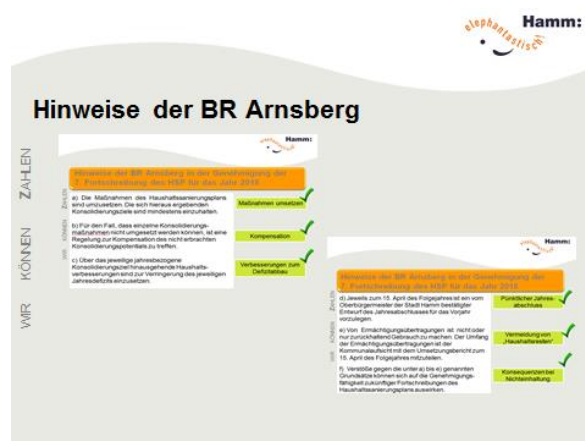 elephantastisch
Hamm:
Hinweise der BR Arnsberg
WIR KÖNNEN ZAHLEN
Hamm:
Hinweise der BR Arnsberg in der Genehmigung der
7. Fortschreibung des HSP für das Jahr 2018
WIR KÖNNEN ZAHLEN
a) Die Maßnahmen des Haushaltssanierungsplans
sind umzusetzen. Die sich hieraus ergebenden
Konsolidierungsziele sind mindestens einzuhalten.
Maßnahmen umsetzen
b) Für den Fall, dass einzelne Konsolidierungs-
maßnahmen nicht umgesetzt werden können, ist eine
Regelung zur Kompensation des nicht erbrachten
Konsolidierungspotentials zu treffen.
Kompensation
c) Über das jeweilige jahresbezogene
Konsolidierungsziel hinausgehende Haushalts-
verbesserungen sind zur Verringerung des jeweiligen
Jahresdefizits einzusetzen.
Verbesserungen zum
Defizitabbau
Hamm:
Hinweise der BR Arnsberg in der Genehmigung der
7. Fortschreibung des HSP für das Jahr 2018
WIR KÖNNEN ZAHLEN
d) Jeweils zum 15. April des Folgejahres ist ein vom
Oberbürgermeister der Stadt Hamm bestätigter
Entwurf des Jahresabschlusses für das Vorjahr
vorzulegen.
Pünktlicher Jahres-
abschluss
e) Von Ermächtigungsübertragungen ist nicht oder
nur zurückhaltend Gebrauch zu machen. Der Umfang
der Ermächtigungsübertragungen ist der
Kommunalaufsicht mit dem Umsetzungsbericht zum
15. April des Folgejahres mitzuteilen.
Vermeidung von
„Haushaltsresten“
f) Verstöße gegen die unter a) bis e) genannten
Grundsätze können sich auf die Genehmigungs-
fähigkeit zukünftiger Fortschreibungen des
Haushaltssanierungsplans auswirken.
Konsequenzen bei
Nichteinhaltung